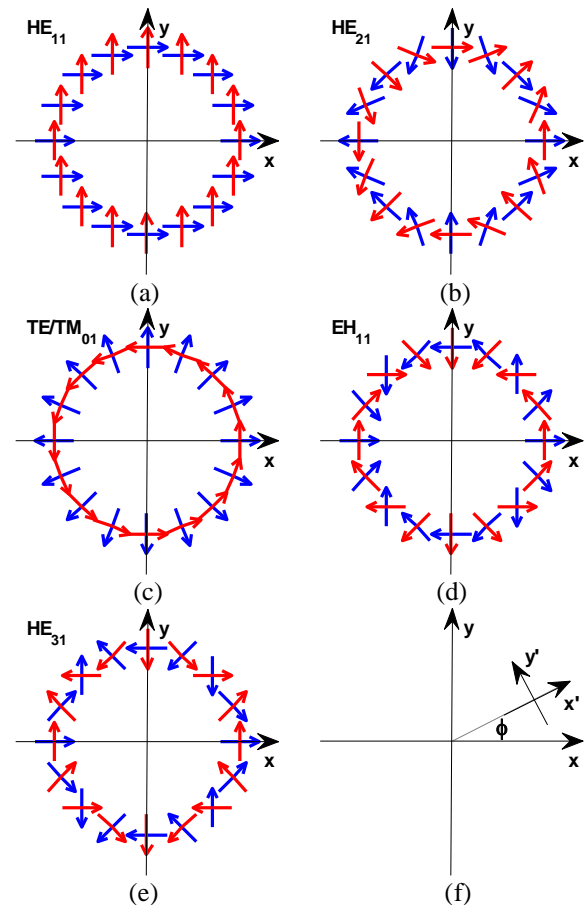 HE11
y
x
(a)
HE21
y
x
(b)
TE/TM01
y
x
(c)
EH11
y
x
(d)
HE31
y
x
(e)
y
y'
x'
ϕ
x
(f)